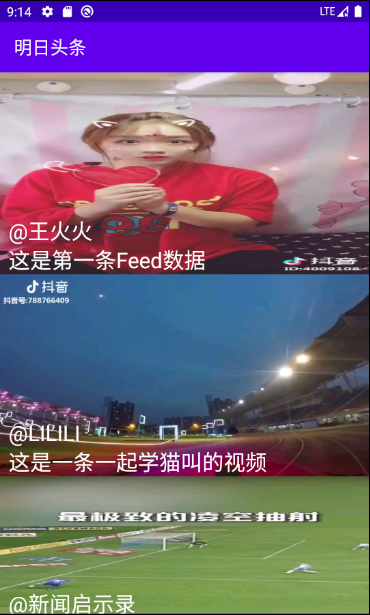 9:14
LTE
明日头条
@王火火
这是第一条Feed数据
抖音
抖音
抖音号:788766409
@LILILI
这是一条一起学猫叫的视频
最极致的凌空抽射
@新闻启示录